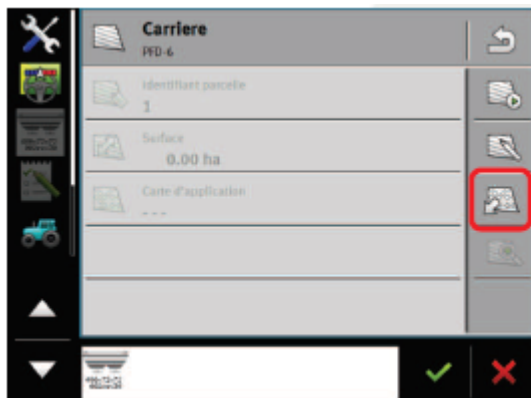 Carriere
PFD-6
Identifiant parcelle
1
Surface
0.00 ha
Carte d'application
---